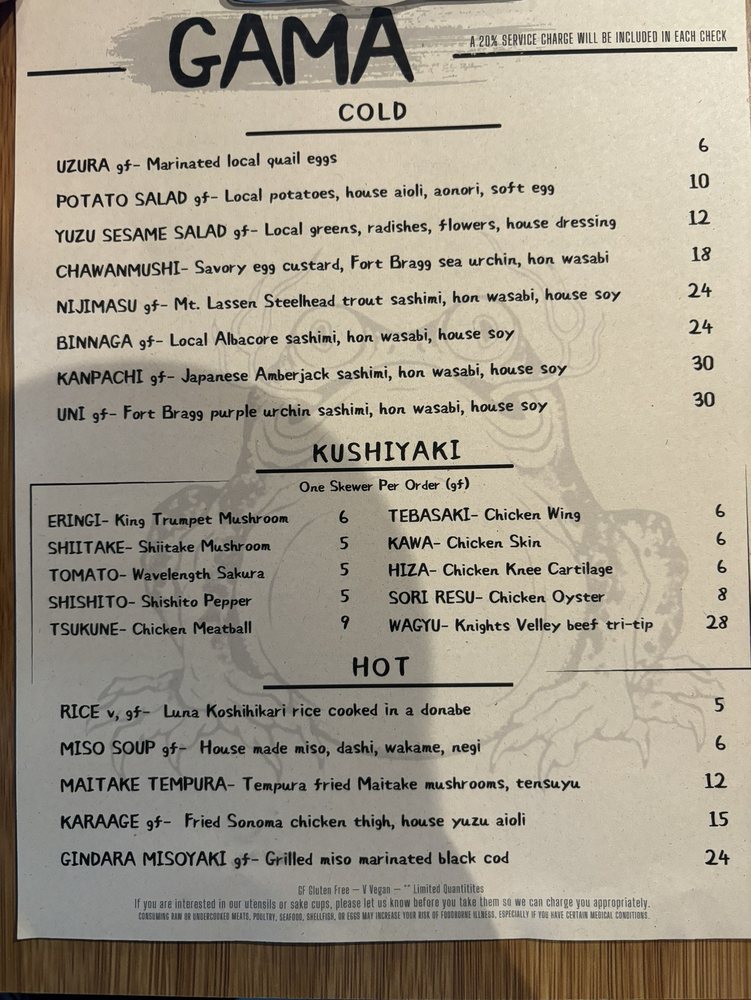 GAMA
A 20% SERVICE CHARGE WILL BE INCLUDED IN EACH CHECK
COLD
UZURA gf- Marinated local quail eggs 6
POTATO SALAD gf- Local potatoes, house aioli, aonori, soft egg 10
YUZU SESAME SALAD gf- Local greens, radishes, flowers, house dressing 12
CHAWANMUSHI- Savory egg custard, Fort Bragg sea urchin, hon wasabi 18
NIJIMASU gf- Mt. Lassen Steelhead trout sashimi, hon wasabi, house soy 24
BINNAGA gf- Local Albacore sashimi, hon wasabi, house soy 24
KANPACHI gf- Japanese Amberjack sashimi, hon wasabi, house soy 30
UNI gf- Fort Bragg purple urchin sashimi, hon wasabi, house soy 30
KUSHIYAKI
One Skewer Per Order (gf)
ERINGI- King Trumpet Mushroom 6
SHIITAKE- Shiitake Mushroom 5
TOMATO- Wavelength Sakura 5
SHISHITO- Shishito Pepper 5
TSUKUNE- Chicken Meatball 9
TEBASAKI- Chicken Wing 6
KAWA- Chicken Skin 6
HIZA- Chicken Knee Cartilage 6
SORI RESU- Chicken Oyster 8
WAGYU- Knights Velley beef tri-tip 28
HOT
RICE v, gf- Luna Koshihikari rice cooked in a donabe 5
MISO SOUP gf- House made miso, dashi, wakame, negi 6
MAITAKE TEMPURA- Tempura fried Maitake mushrooms, tensuyu 12
KARAAGE gf- Fried Sonoma chicken thigh, house yuzu aioli 15
GINDARA MISOYAKI gf- Grilled miso marinated black cod 24
GF Gluten Free – V Vegan – ** Limited Quantitites
If you are interested in our utensils or sake cups, please let us know before you take them so we can charge you appropriately.
CONSUMING RAW OR UNDERCOOKED MEATS, POULTRY, SEAFOOD, SHELLFISH, OR EGGS MAY INCREASE YOUR RISK OF FOODBORNE ILLNESS, ESPECIALLY IF YOU HAVE CERTAIN MEDICAL CONDITIONS.